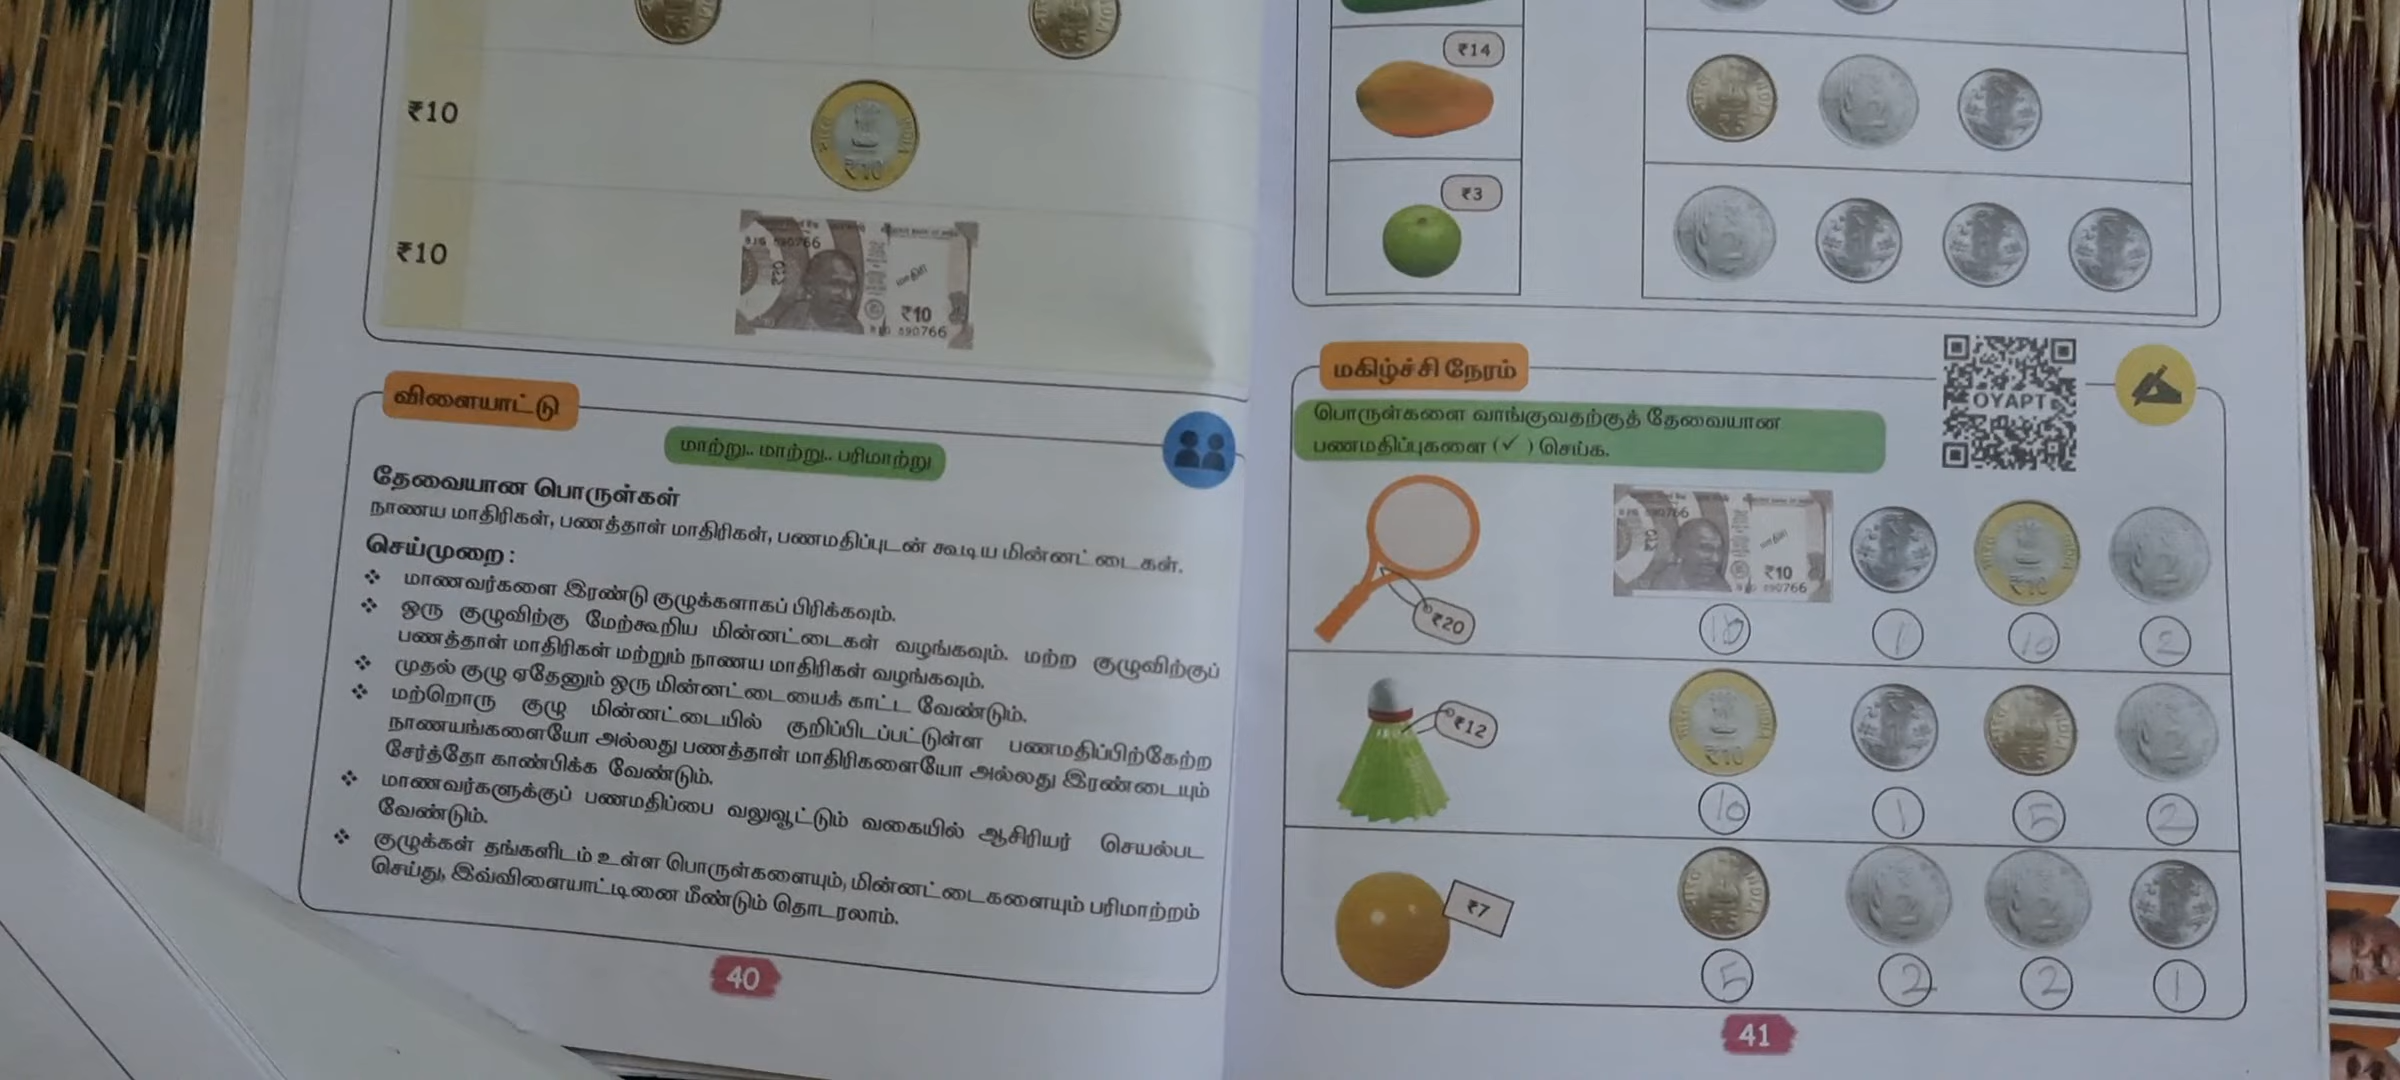 ₹10
₹10
₹10
விளையாட்டு
மாற்று.. மாற்று.. பரிமாற்று
தேவையான பொருள்கள்
நாணய மாதிரிகள், பணத்தாள் மாதிரிகள், பணமதிப்புடன் கூடிய மின்னட்டைகள்.
செய்முறை :
❖ மாணவர்களை இரண்டு குழுக்களாகப் பிரிக்கவும்.
❖ ஒரு குழுவிற்கு மேற்கூறிய மின்னட்டைகள் வழங்கவும். மற்ற குழுவிற்குப்
பணத்தாள் மாதிரிகள் மற்றும் நாணய மாதிரிகள் வழங்கவும்.
❖ முதல் குழு ஏதேனும் ஒரு மின்னட்டையைக் காட்ட வேண்டும்.
❖ மற்றொரு குழு மின்னட்டையில் குறிப்பிடப்பட்டுள்ள பணமதிப்பிற்கேற்ற
நாணயங்களையோ அல்லது பணத்தாள் மாதிரிகளையோ அல்லது இரண்டையும்
சேர்த்தோ காண்பிக்க வேண்டும்.
❖ மாணவர்களுக்குப் பணமதிப்பை வலுவூட்டும் வகையில் ஆசிரியர் செயல்பட
வேண்டும்.
❖ குழுக்கள் தங்களிடம் உள்ள பொருள்களையும், மின்னட்டைகளையும் பரிமாற்றம்
செய்து, இவ்விளையாட்டினை மீண்டும் தொடரலாம்.
40
₹14
₹3
மகிழ்ச்சி நேரம்
OYAPT
பொருள்களை வாங்குவதற்குத் தேவையான
பணமதிப்புகளை (✓) செய்க.
₹20
₹10
₹10
10 1 10 2
₹12
₹10
10 1 5 2
₹7
5 2 2 1
41